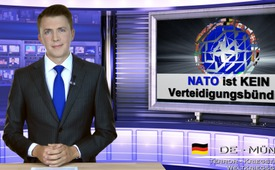 NATO ist KEIN
Verteidigungsbünd
DE - MÜN